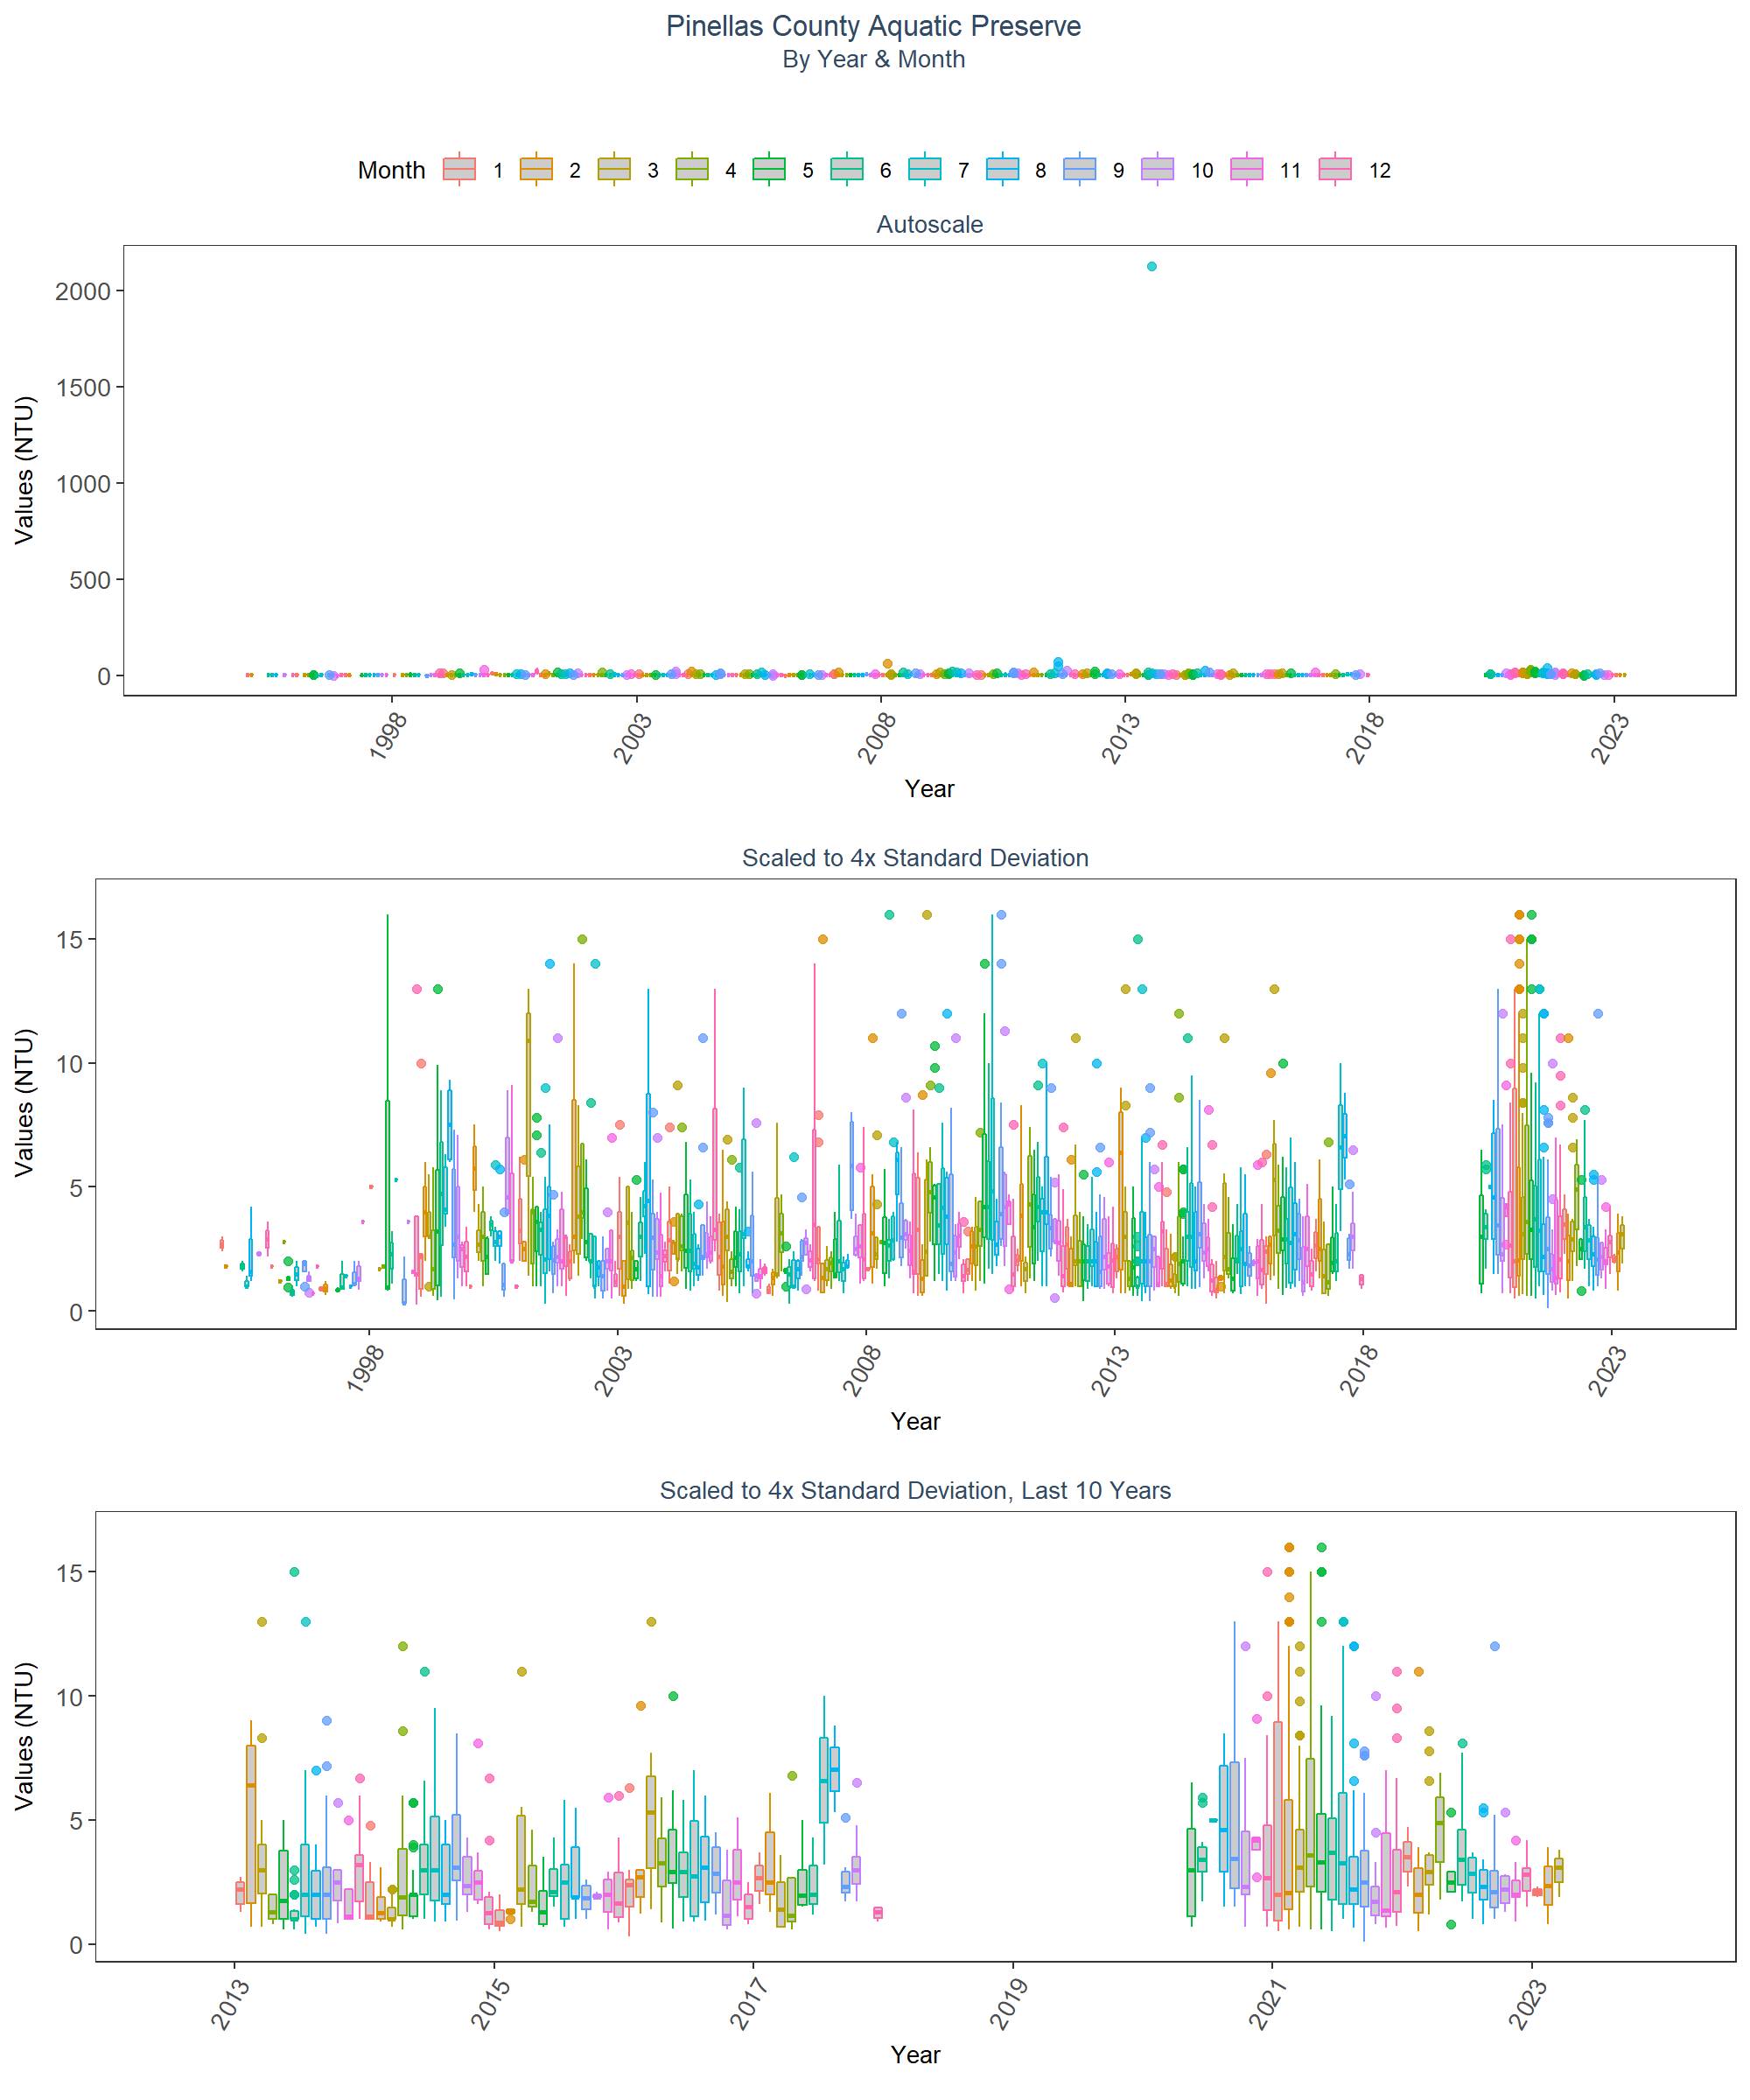 Pinellas County Aquatic Preserve
By Year & Month
Month 1 2 3 4 5 6 7 8 9 10 11 12
Autoscale
Values (NTU)
2000
1500
1000
500
0
1998 2003 2008 2013 2018 2023
Year
Scaled to 4x Standard Deviation
Values (NTU)
15
10
5
0
1998 2003 2008 2013 2018 2023
Year
Scaled to 4x Standard Deviation, Last 10 Years
Values (NTU)
15
10
5
0
2013 2015 2017 2019 2021 2023
Year